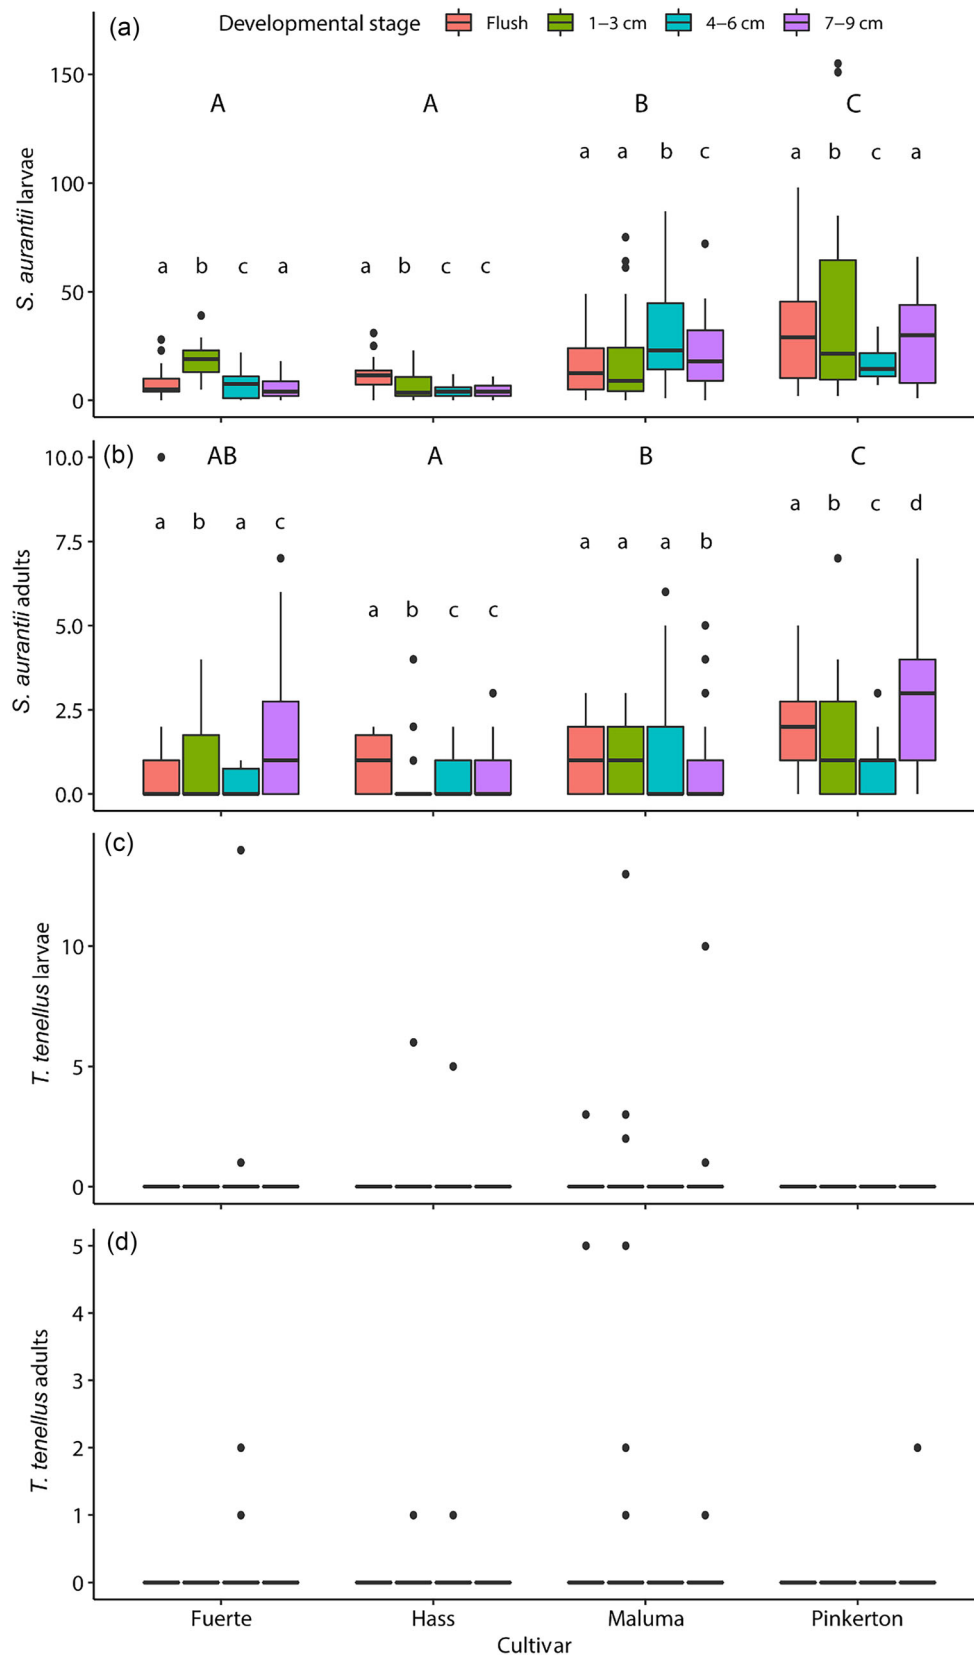 (a) Developmental stage Flush 1–3 cm 4–6 cm 7–9 cm
S. aurantii larvae
150
100
50
0
A A B C
a a b c a b c a
a b c a a b c c
(b)
S. aurantii adults
10.0
7.5
5.0
2.5
0.0
AB A B C
a b c d
a b a c
a a a b
a b c c
(c)
T. tenellus larvae
10
5
0
(d)
T. tenellus adults
5
4
3
2
1
0
Fuerte Hass Maluma Pinkerton
Cultivar